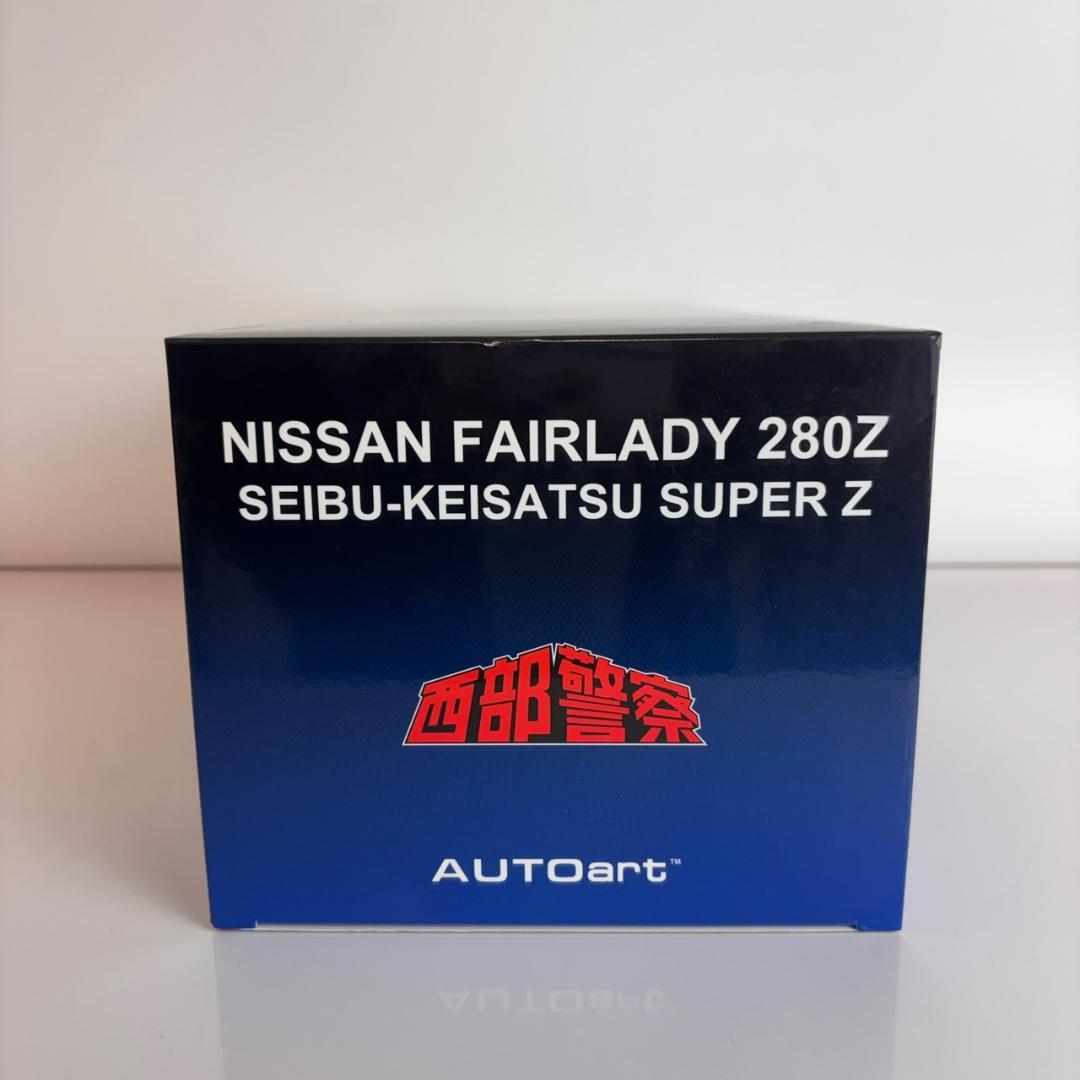 NISSAN FAIRLADY 280Z
SEIBU-KEISATSU SUPER Z
西部警察
AUTOart™